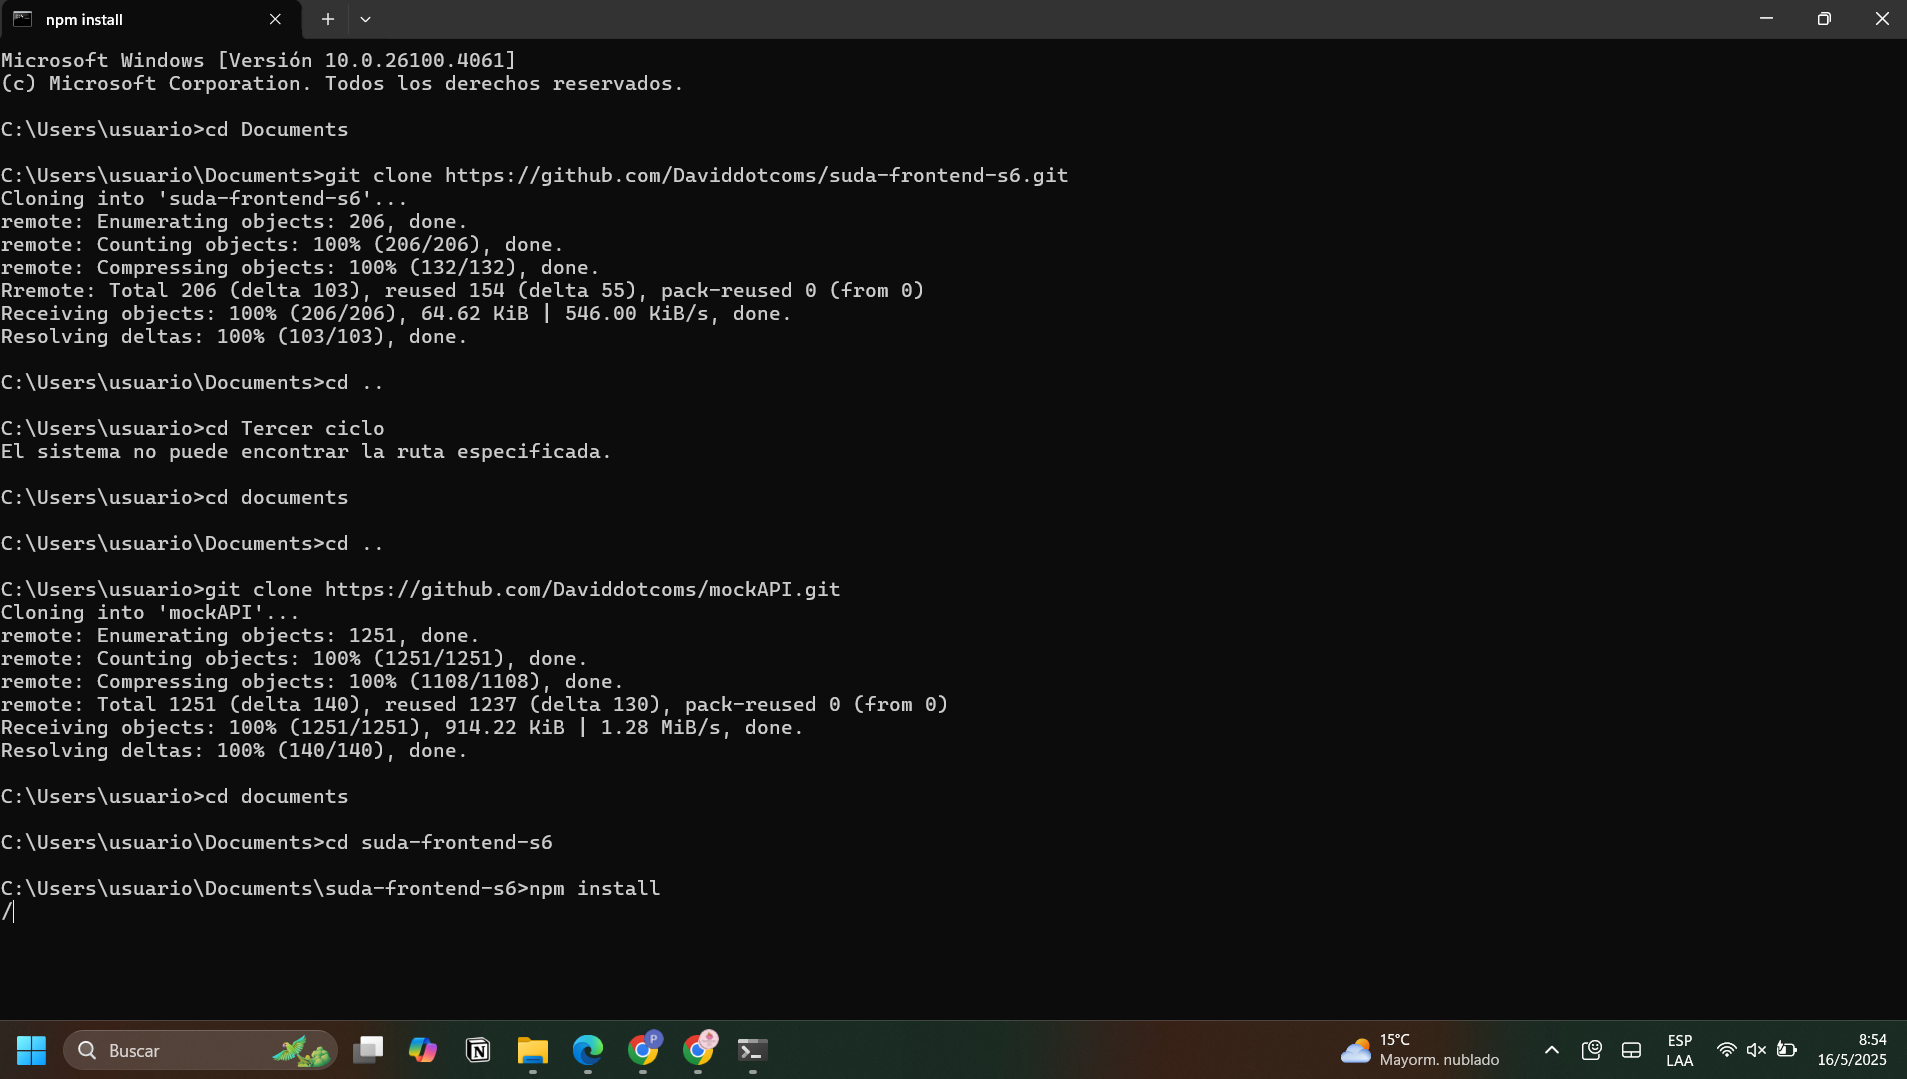 npm install
Microsoft Windows [Versión 10.0.26100.4061]
(c) Microsoft Corporation. Todos los derechos reservados.
C:\Users\usuario>cd Documents
C:\Users\usuario\Documents>git clone https://github.com/Daviddotcoms/suda-frontend-s6.git
Cloning into 'suda-frontend-s6'...
remote: Enumerating objects: 206, done.
remote: Counting objects: 100% (206/206), done.
remote: Compressing objects: 100% (132/132), done.
Rremote: Total 206 (delta 103), reused 154 (delta 55), pack-reused 0 (from 0)
Receiving objects: 100% (206/206), 64.62 KiB | 546.00 KiB/s, done.
Resolving deltas: 100% (103/103), done.
C:\Users\usuario\Documents>cd ..
C:\Users\usuario>cd Tercer ciclo
El sistema no puede encontrar la ruta especificada.
C:\Users\usuario>cd documents
C:\Users\usuario\Documents>cd ..
C:\Users\usuario>git clone https://github.com/Daviddotcoms/mockAPI.git
Cloning into 'mockAPI'...
remote: Enumerating objects: 1251, done.
remote: Counting objects: 100% (1251/1251), done.
remote: Compressing objects: 100% (1108/1108), done.
remote: Total 1251 (delta 140), reused 1237 (delta 130), pack-reused 0 (from 0)
Receiving objects: 100% (1251/1251), 914.22 KiB | 1.28 MiB/s, done.
Resolving deltas: 100% (140/140), done.
C:\Users\usuario>cd documents
C:\Users\usuario\Documents>cd suda-frontend-s6
C:\Users\usuario\Documents\suda-frontend-s6>npm install
/
Buscar
P
15°C
Mayorm. nublado
ESP
LAA
8:54
16/5/2025